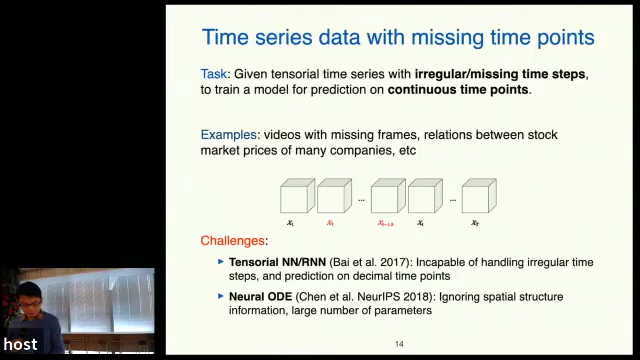 Time series data with missing time points
Task: Given tensorial time series with irregular/missing time steps,
to train a model for prediction on continuous time points.
Examples: videos with missing frames, relations between stock
market prices of many companies, etc
... ...
Challenges:
▶ Tensorial NN/RNN (Bai et al. 2017): Incapable of handling irregular time
steps, and prediction on decimal time points
▶ Neural ODE (Chen et al. NeurIPS 2018): Ignoring spatial structure
information, large number of parameters
14
host